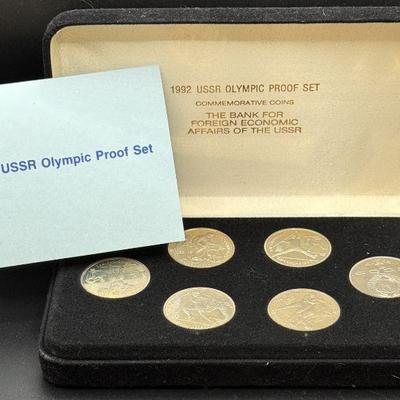 1992 USSR OLYMPIC PROOF SET
COMMEMORATIVE COINS
THE BANK FOR
FOREIGN ECONOMIC
AFFAIRS OF THE USSR
USSR Olympic Proof Set